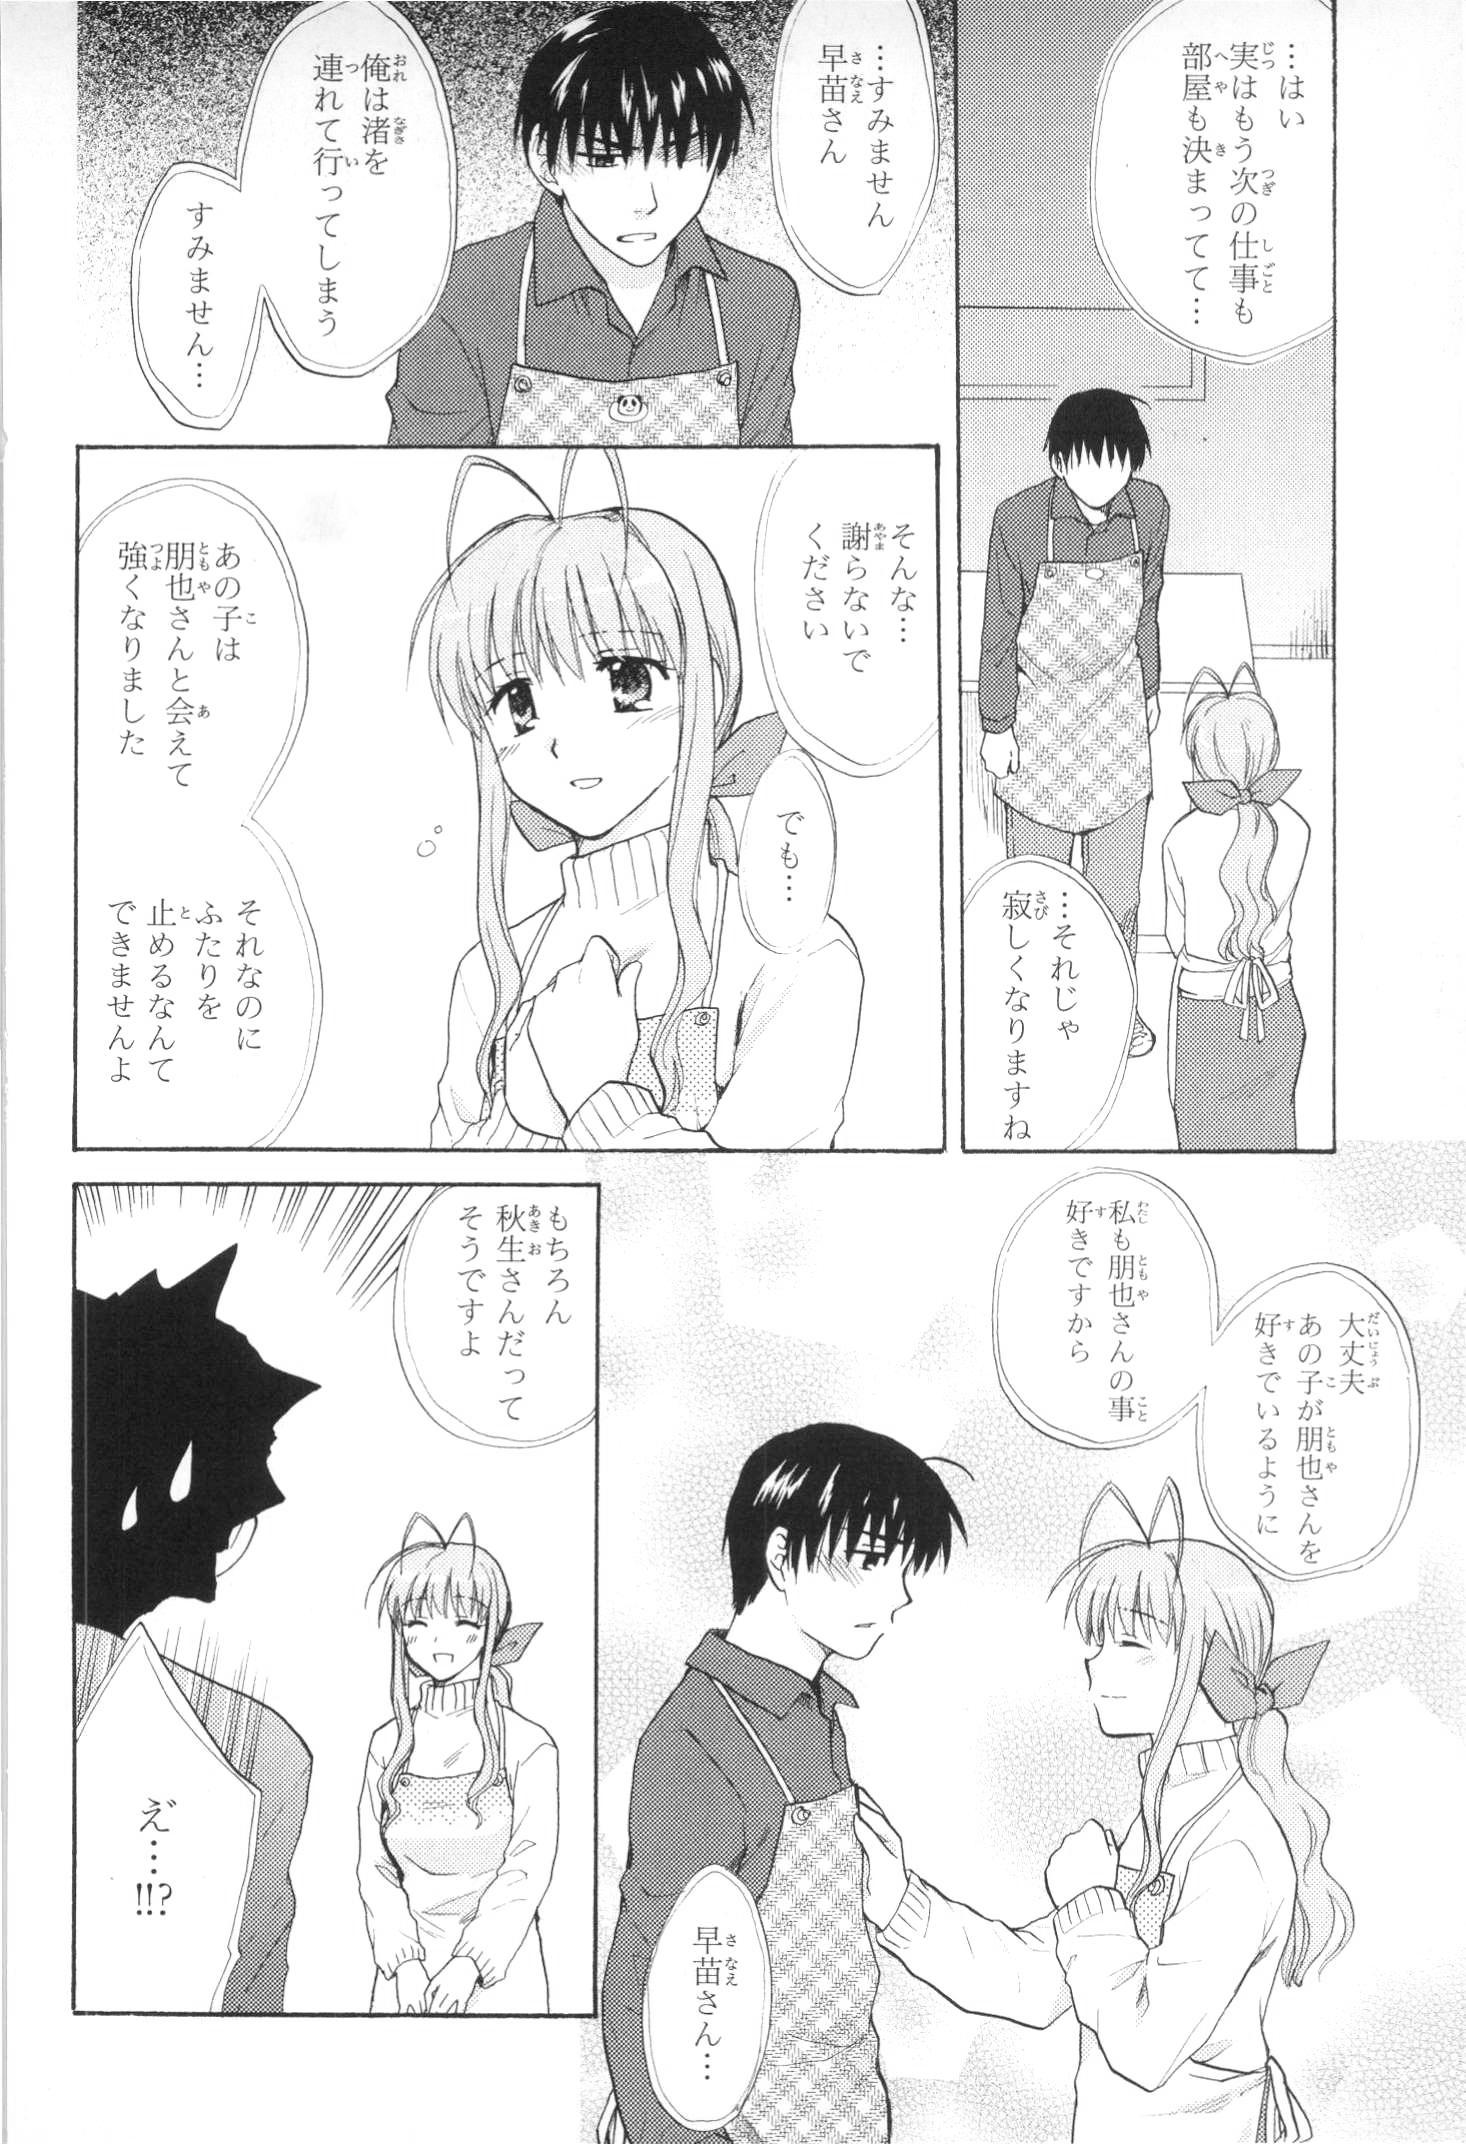 …はい
実はもう次の仕事も
部屋も決まってて…
…それじゃ
寂しくなりますね
…すみません
早苗さん
俺は渚を
連れて行ってしまう
すみません…
そんな…
謝らないで
ください
でも…
あの子は
朋也さんと会えて
強くなりました
それなのに
ふたりを
止めるなんて
できませんよ
大丈夫
あの子が朋也さんを
好きでいるように
私も朋也さんの事
好きですから
早苗さん…
もちろん
秋生さんだって
そうですよ
え゛…!!?